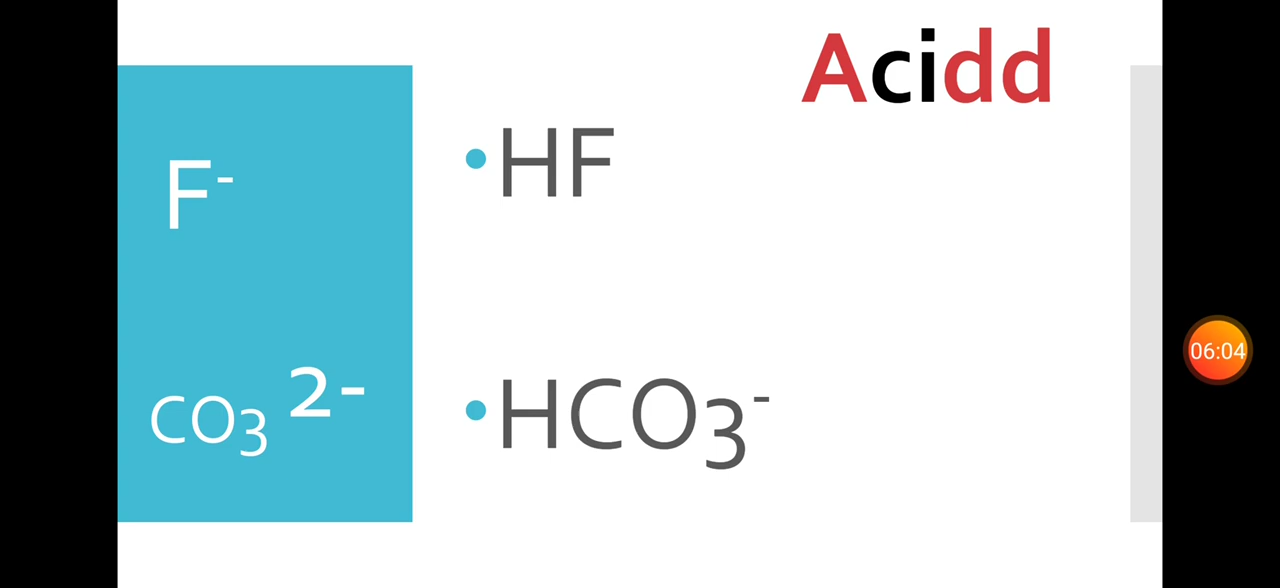 Acidd
F⁻
• HF
CO₃ ²⁻
• HCO₃⁻
06:04